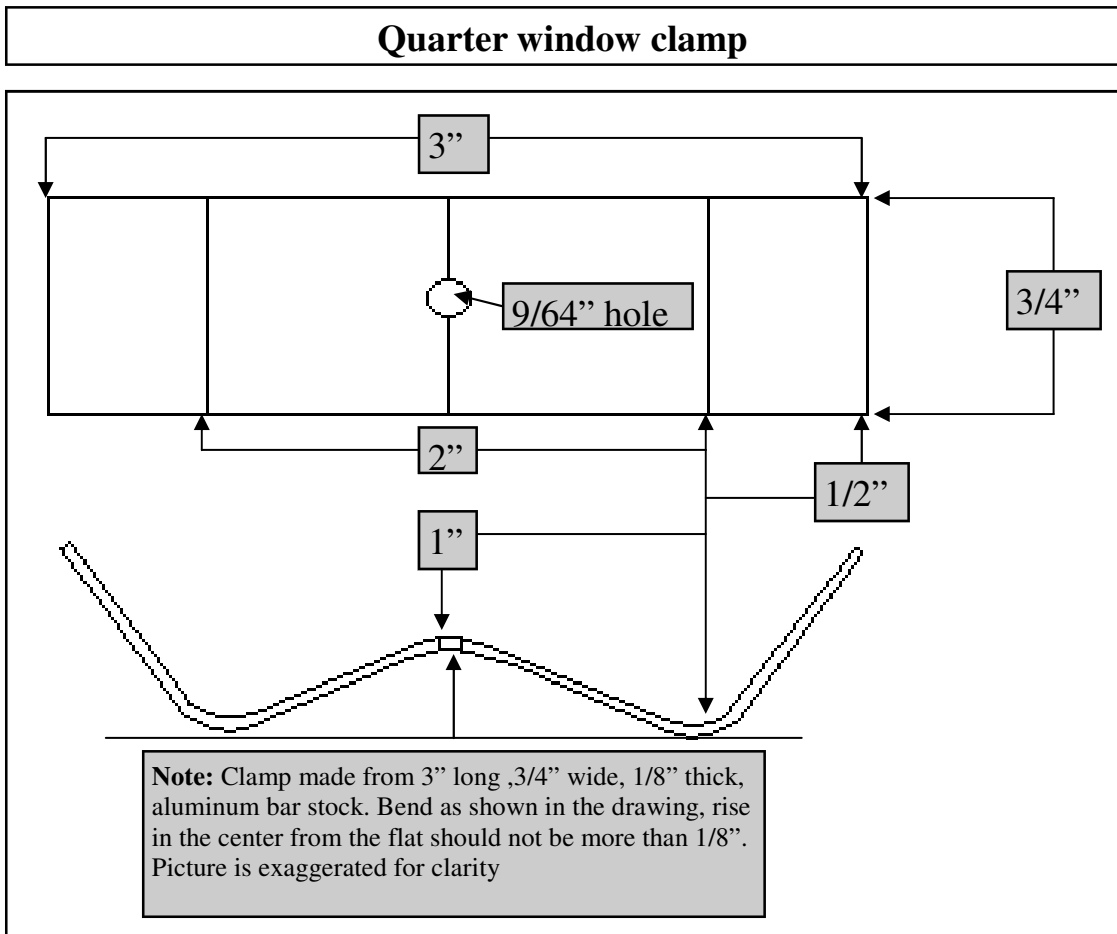 Quarter window clamp
3”
9/64” hole
3/4”
2”
1/2”
1”
Note: Clamp made from 3” long ,3/4” wide, 1/8” thick,
aluminum bar stock. Bend as shown in the drawing, rise
in the center from the flat should not be more than 1/8”.
Picture is exaggerated for clarity